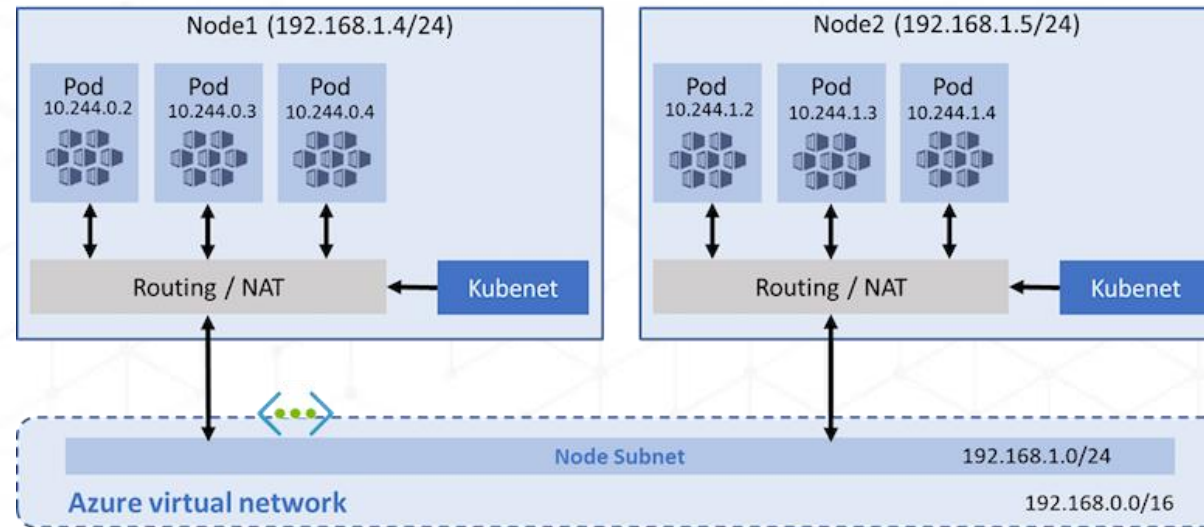 Node1 (192.168.1.4/24)
Pod
10.244.0.2
Pod
10.244.0.3
Pod
10.244.0.4
Routing / NAT
Kubenet
Node2 (192.168.1.5/24)
Pod
10.244.1.2
Pod
10.244.1.3
Pod
10.244.1.4
Routing / NAT
Kubenet
Node Subnet
192.168.1.0/24
Azure virtual network
192.168.0.0/16